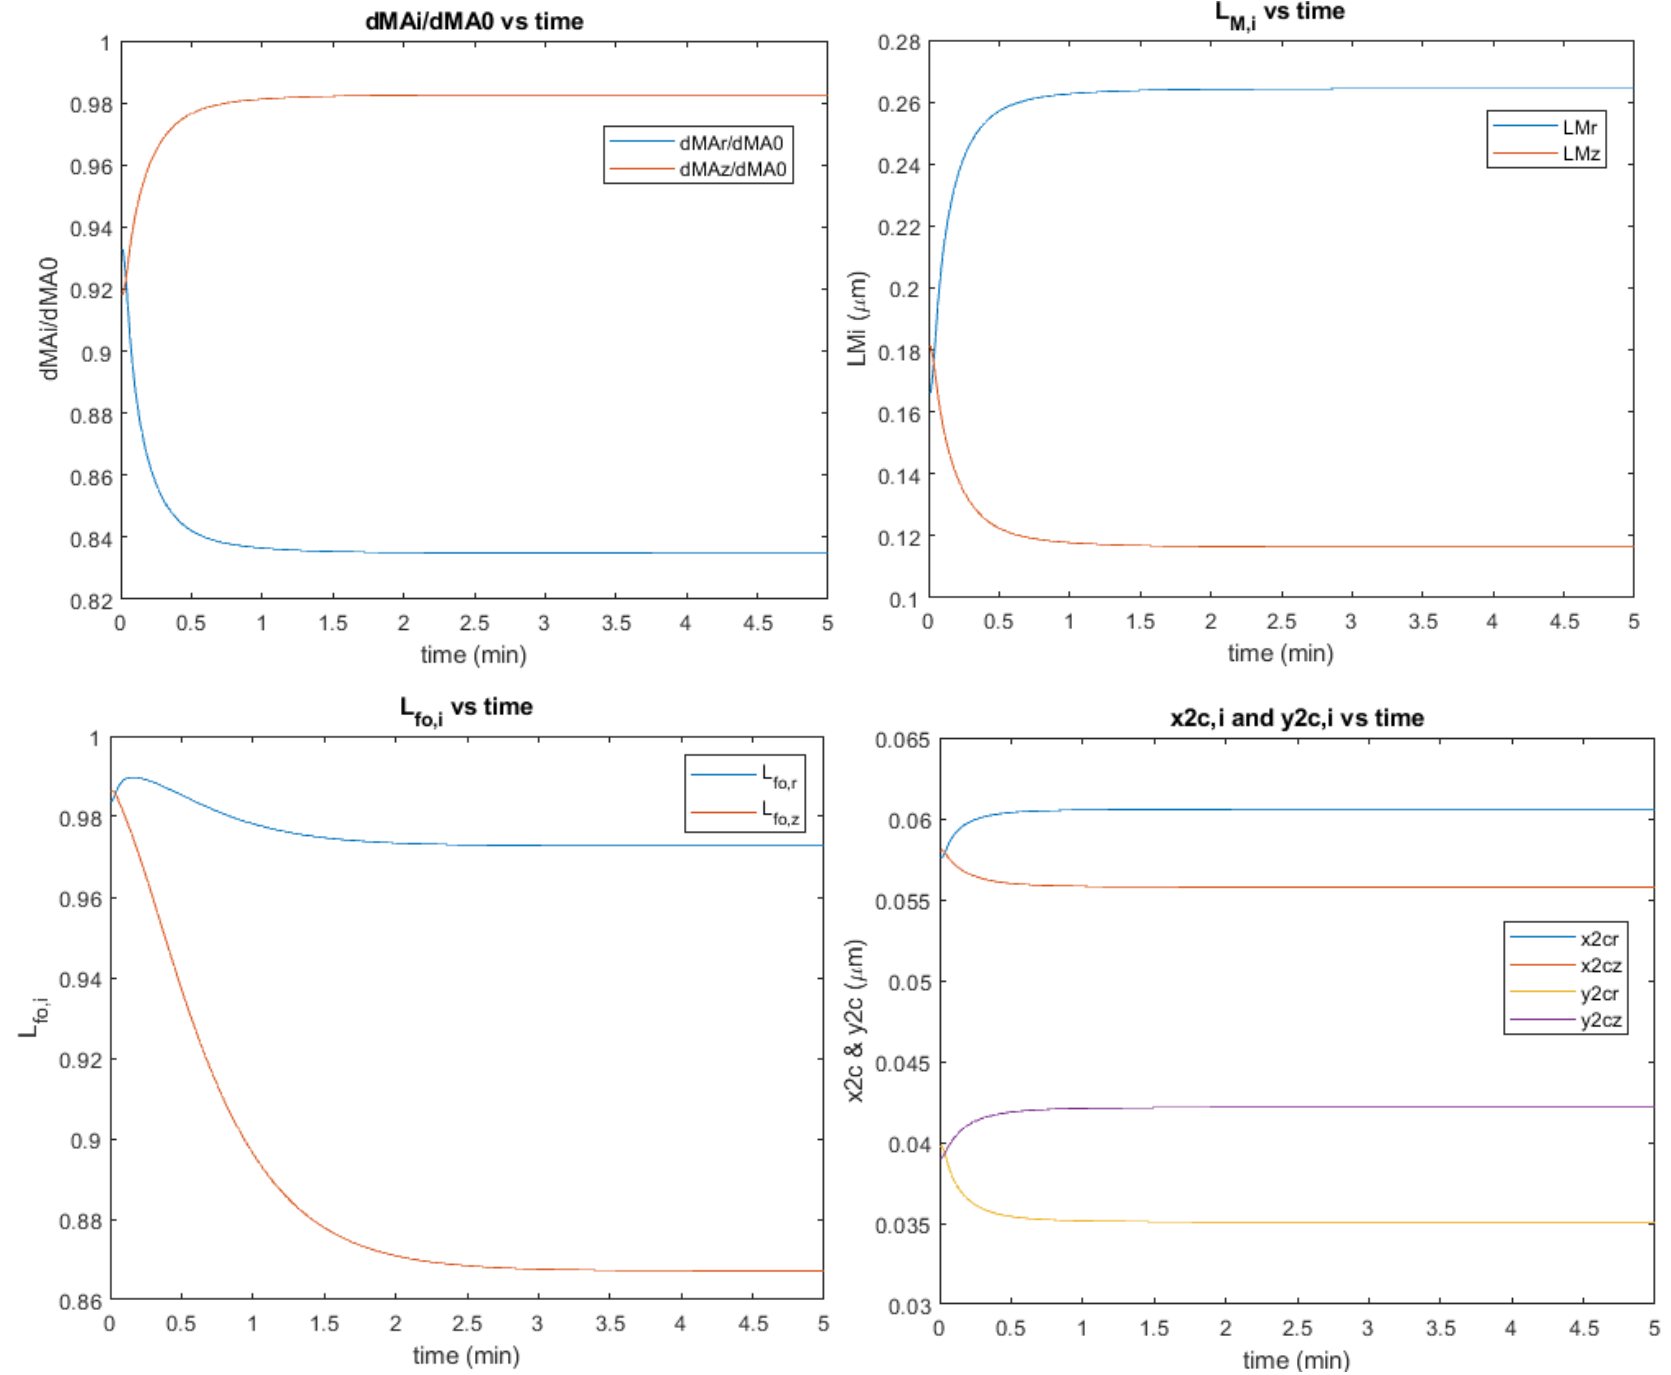 dMAi/dMA0 vs time
dMAi/dMA0
1
0.98
0.96
0.94
0.92
0.9
0.88
0.86
0.84
0.82
dMAr/dMA0
dMAz/dMA0
0 0.5 1 1.5 2 2.5 3 3.5 4 4.5 5
time (min)
L_M,i vs time
LMi (μm)
0.28
0.26
0.24
0.22
0.2
0.18
0.16
0.14
0.12
0.1
LMr
LMz
0 0.5 1 1.5 2 2.5 3 3.5 4 4.5 5
time (min)
L_fo,i vs time
L_fo,i
1
0.98
0.96
0.94
0.92
0.9
0.88
0.86
L_fo,r
L_fo,z
0 0.5 1 1.5 2 2.5 3 3.5 4 4.5 5
time (min)
x2c,i and y2c,i vs time
x2c & y2c (μm)
0.065
0.06
0.055
0.05
0.045
0.04
0.035
0.03
x2cr
x2cz
y2cr
y2cz
0 0.5 1 1.5 2 2.5 3 3.5 4 4.5 5
time (min)